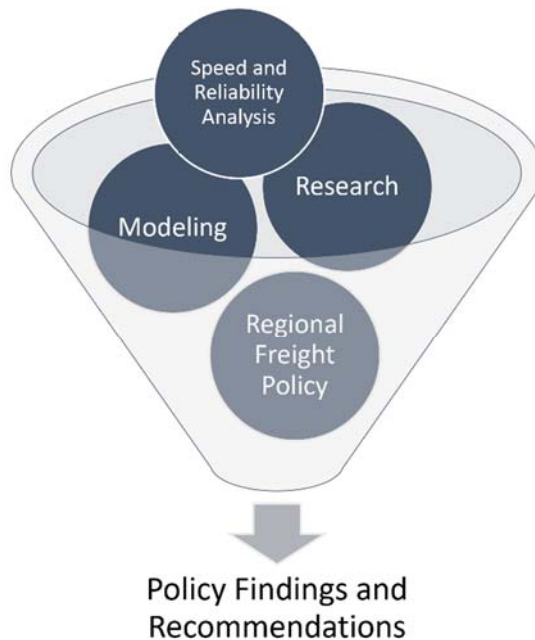 Speed and
Reliability
Analysis
Research
Modeling
Regional
Freight
Policy
Policy Findings and
Recommendations